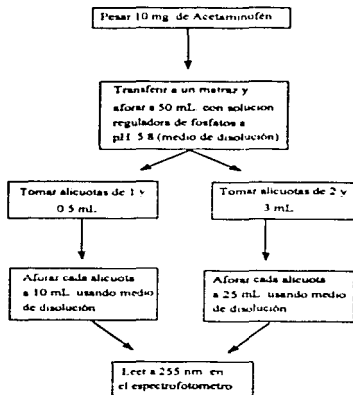 Pesar 10 mg de Acetaminofén
Transferir a un matraz y
aforar a 50 mL con solucion
reguladora de fosfatos a
pH 5 8 (medio de disolución)
Tomar alicuotas de 1 y
0 5 mL
Tomar alicuotas de 2 y
3 mL
Aforar cada alicuota
a 10 mL usando medio
de disolución
Aforar cada alicuota
a 25 mL usando medio
de disolución
Leer a 255 nm en
el espectrofotometro